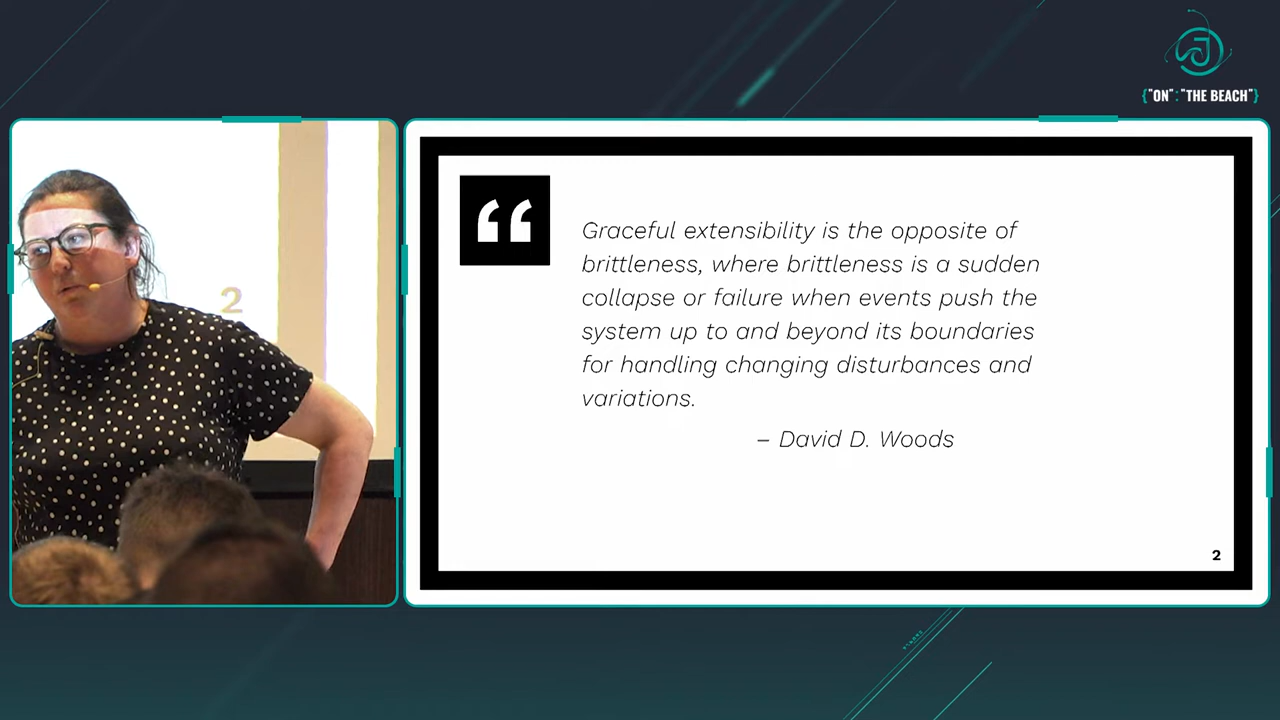 {"ON":"THE BEACH"}
2
“
Graceful extensibility is the opposite of
brittleness, where brittleness is a sudden
collapse or failure when events push the
system up to and beyond its boundaries
for handling changing disturbances and
variations.
– David D. Woods
2